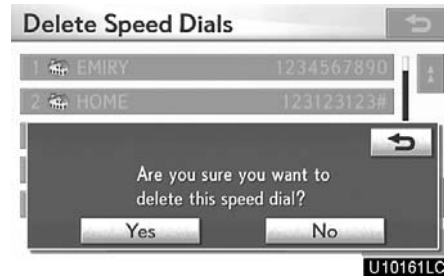 Delete Speed Dials
1 EMIRY 1234567890
2 HOME 123123123#
Are you sure you want to
delete this speed dial?
Yes No
U10161LC